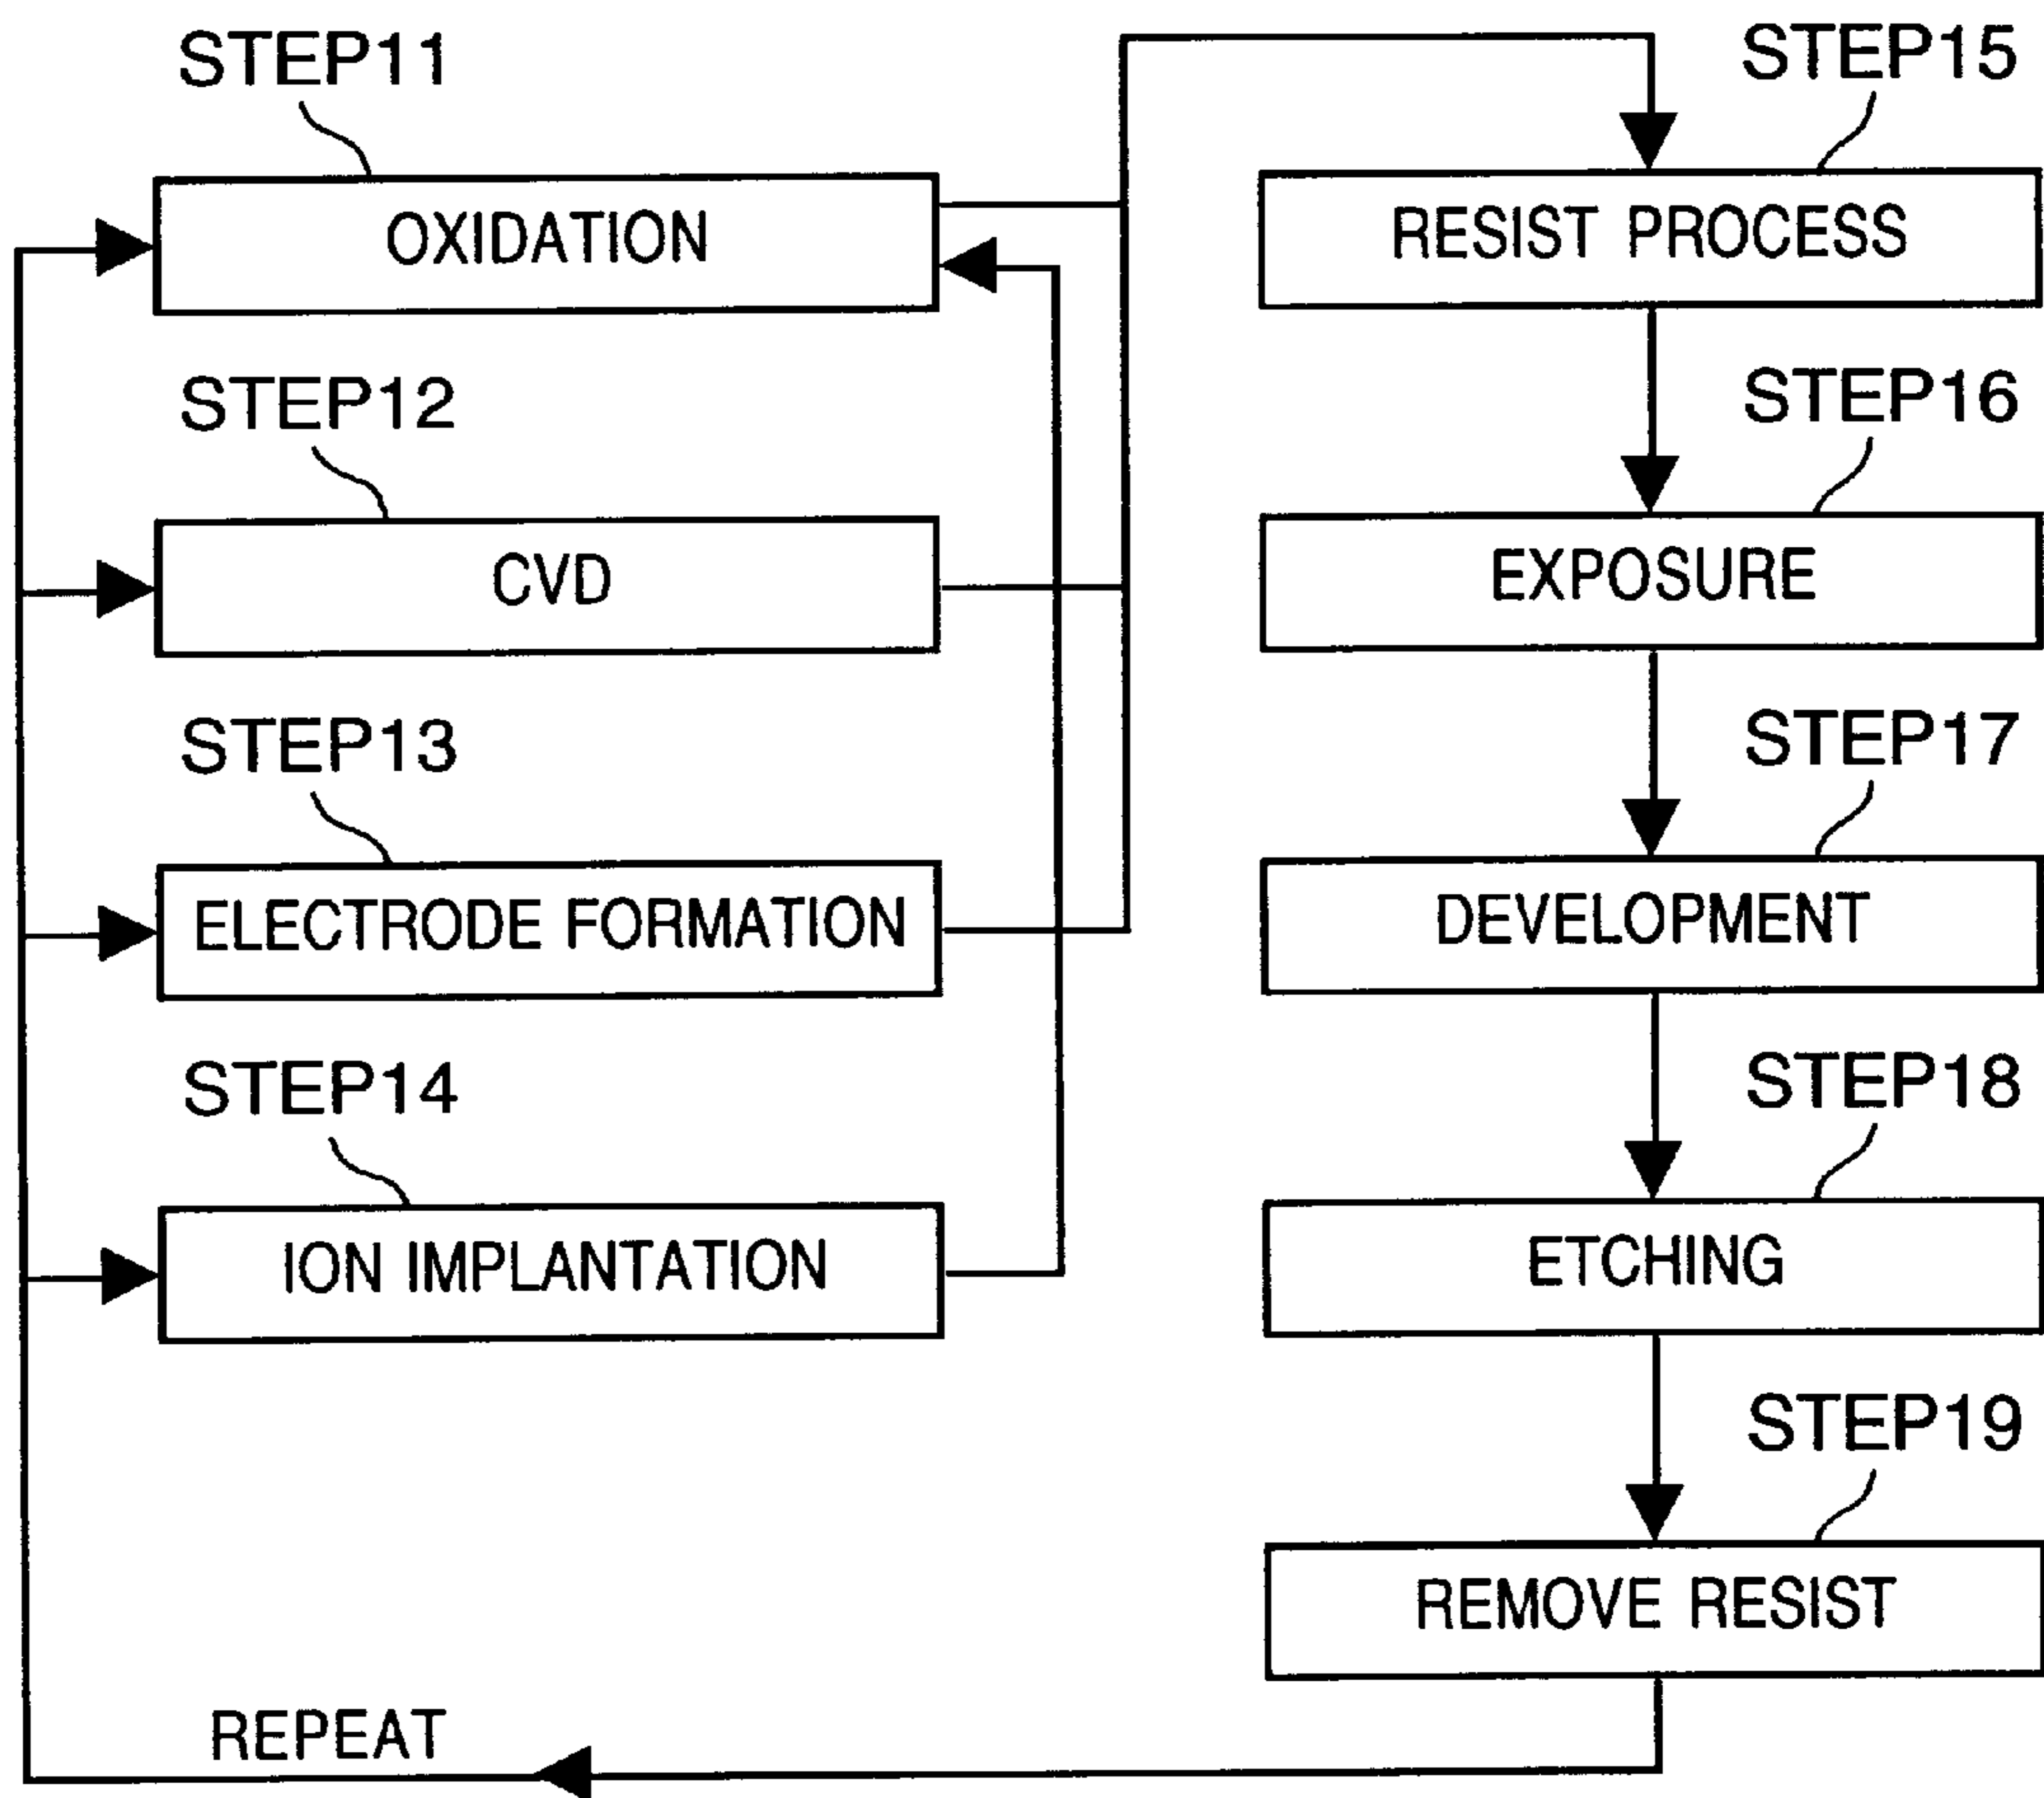 STEP11
OXIDATION
STEP12
CVD
STEP13
ELECTRODE FORMATION
STEP14
ION IMPLANTATION
STEP15
RESIST PROCESS
STEP16
EXPOSURE
STEP17
DEVELOPMENT
STEP18
ETCHING
STEP19
REMOVE RESIST
REPEAT